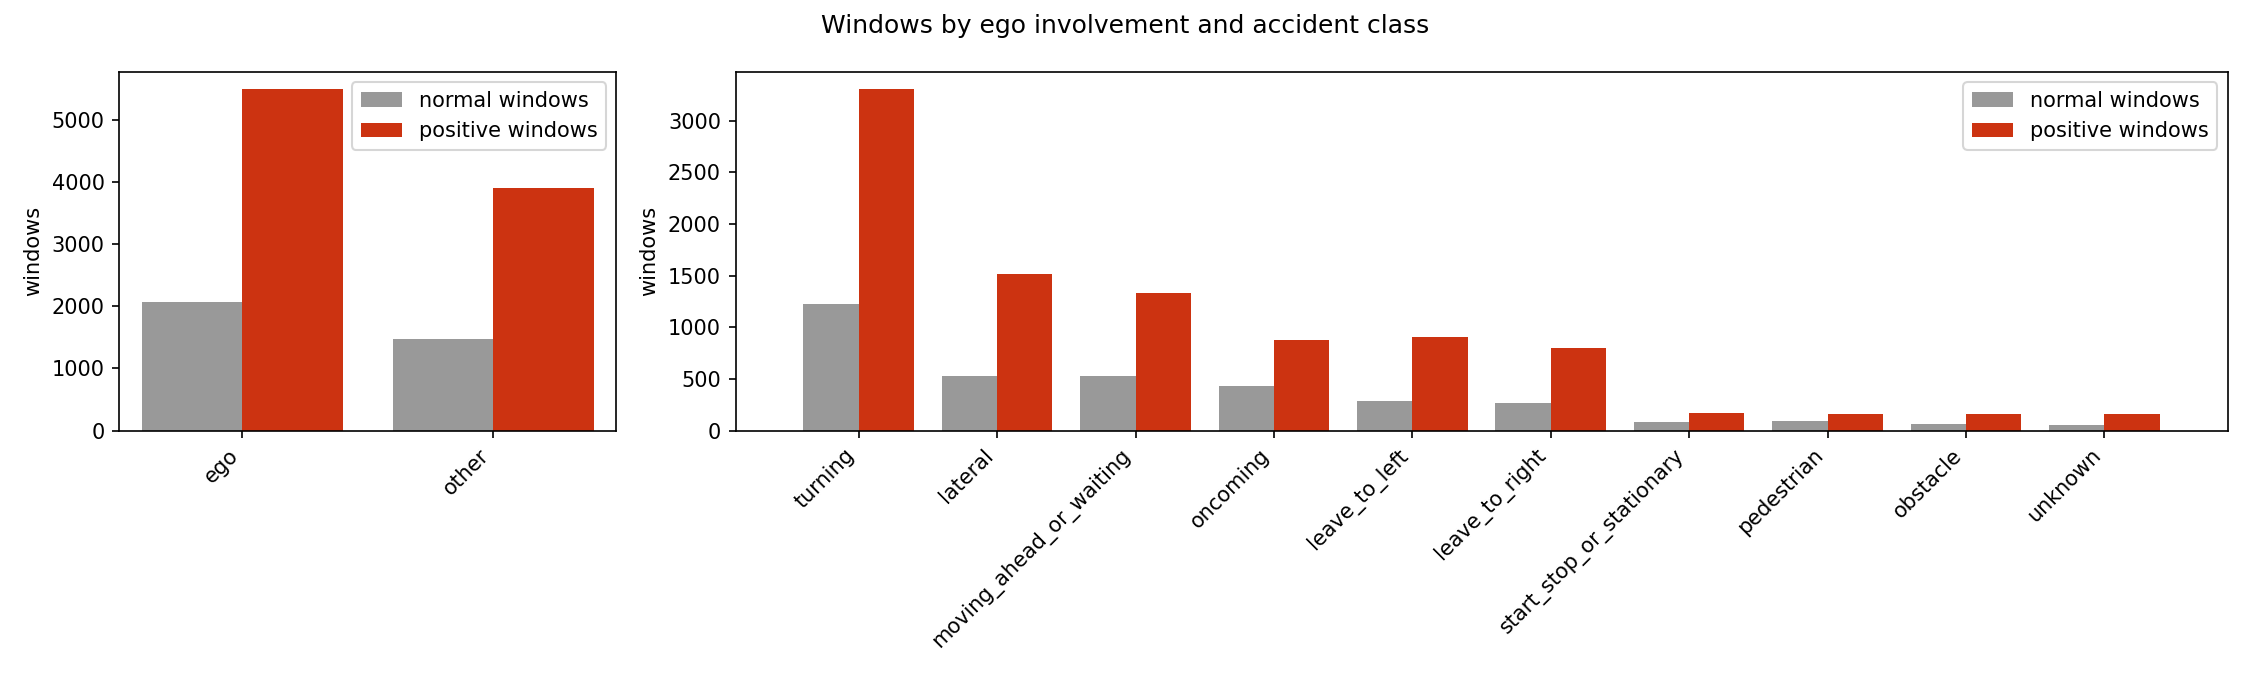 Windows by ego involvement and accident class
windows
5000
4000
3000
2000
1000
0
normal windows
positive windows
ego
other
windows
3000
2500
2000
1500
1000
500
0
normal windows
positive windows
turning
lateral
moving_ahead_or_waiting
oncoming
leave_to_left
leave_to_right
start_stop_or_stationary
pedestrian
obstacle
unknown